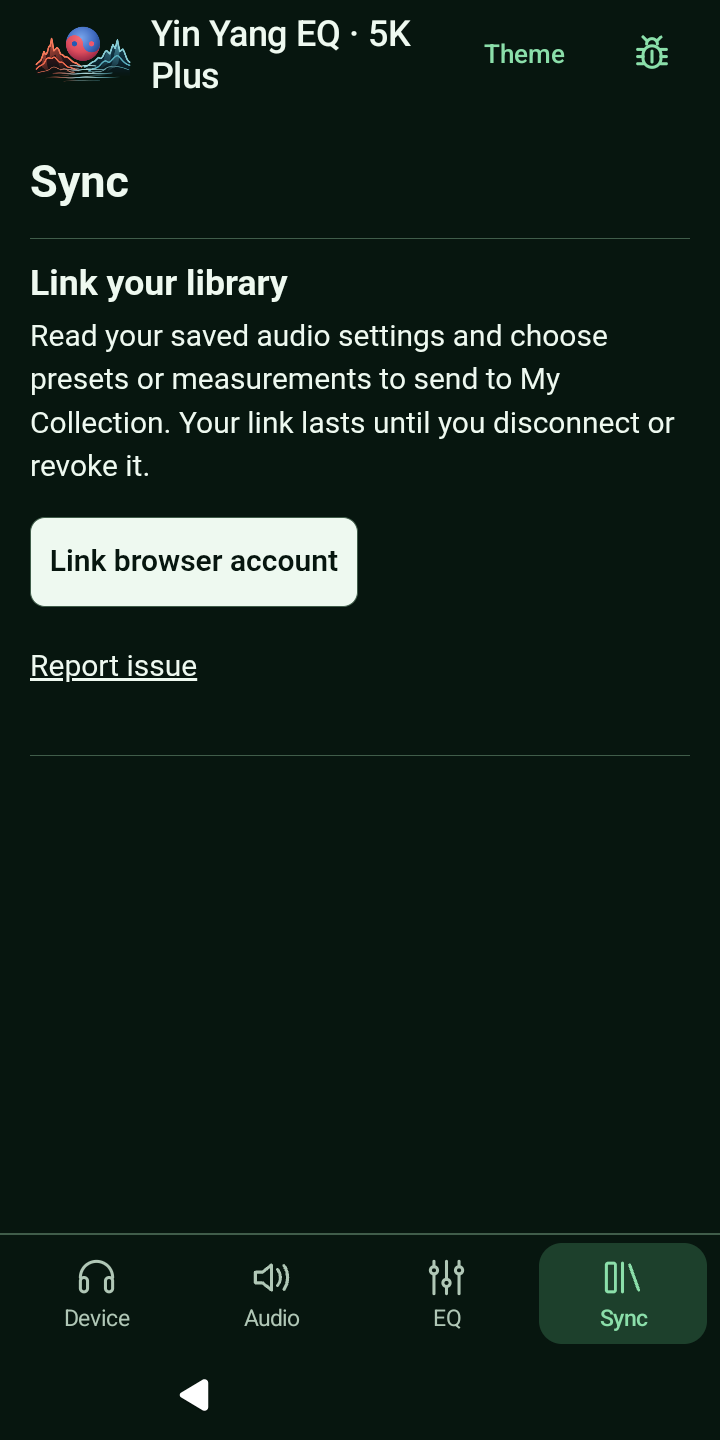 Yin Yang EQ · 5K
Plus
Theme
Sync
Link your library
Read your saved audio settings and choose
presets or measurements to send to My
Collection. Your link lasts until you disconnect or
revoke it.
Link browser account
Report issue
Device
Audio
EQ
Sync